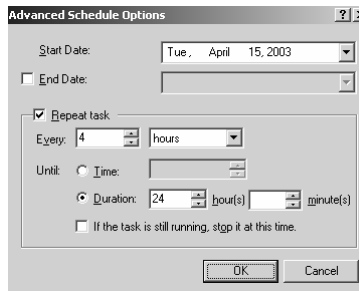 Advanced Schedule Options
Start Date: Tue, April 15, 2003
End Date:
Repeat task
Every: 4 hours
Until: Time:
Duration: 24 hour(s) minute(s)
If the task is still running, stop it at this time.
OK Cancel